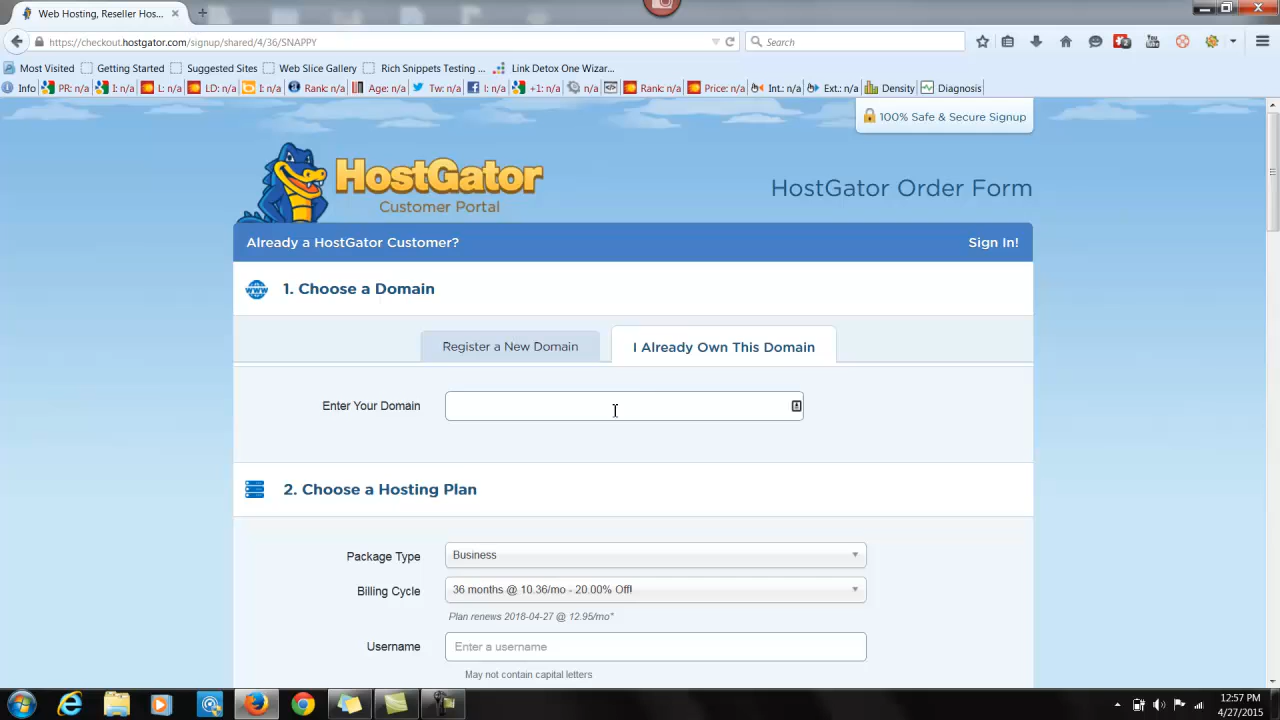 Web Hosting, Reseller Hos...
https://checkout.hostgator.com/signup/shared/4/36/SNAPPY
Search
Most Visited Getting Started Suggested Sites Web Slice Gallery Rich Snippets Testing ... Link Detox One Wizar...
Info PR: n/a I: n/a L: n/a LD: n/a I: n/a Rank: n/a Age: n/a Tw: n/a I: n/a +1: n/a n/a Rank: n/a Price: n/a Int.: n/a Ext.: n/a Density Diagnosis
100% Safe & Secure Signup
HostGator
Customer Portal
HostGator Order Form
Already a HostGator Customer? Sign In!
1. Choose a Domain
Register a New Domain I Already Own This Domain
Enter Your Domain
2. Choose a Hosting Plan
Package Type Business
Billing Cycle 36 months @ 10.36/mo - 20.00% Off!
Plan renews 2018-04-27 @ 12.95/mo*
Username Enter a username
May not contain capital letters
12:57 PM
4/27/2015